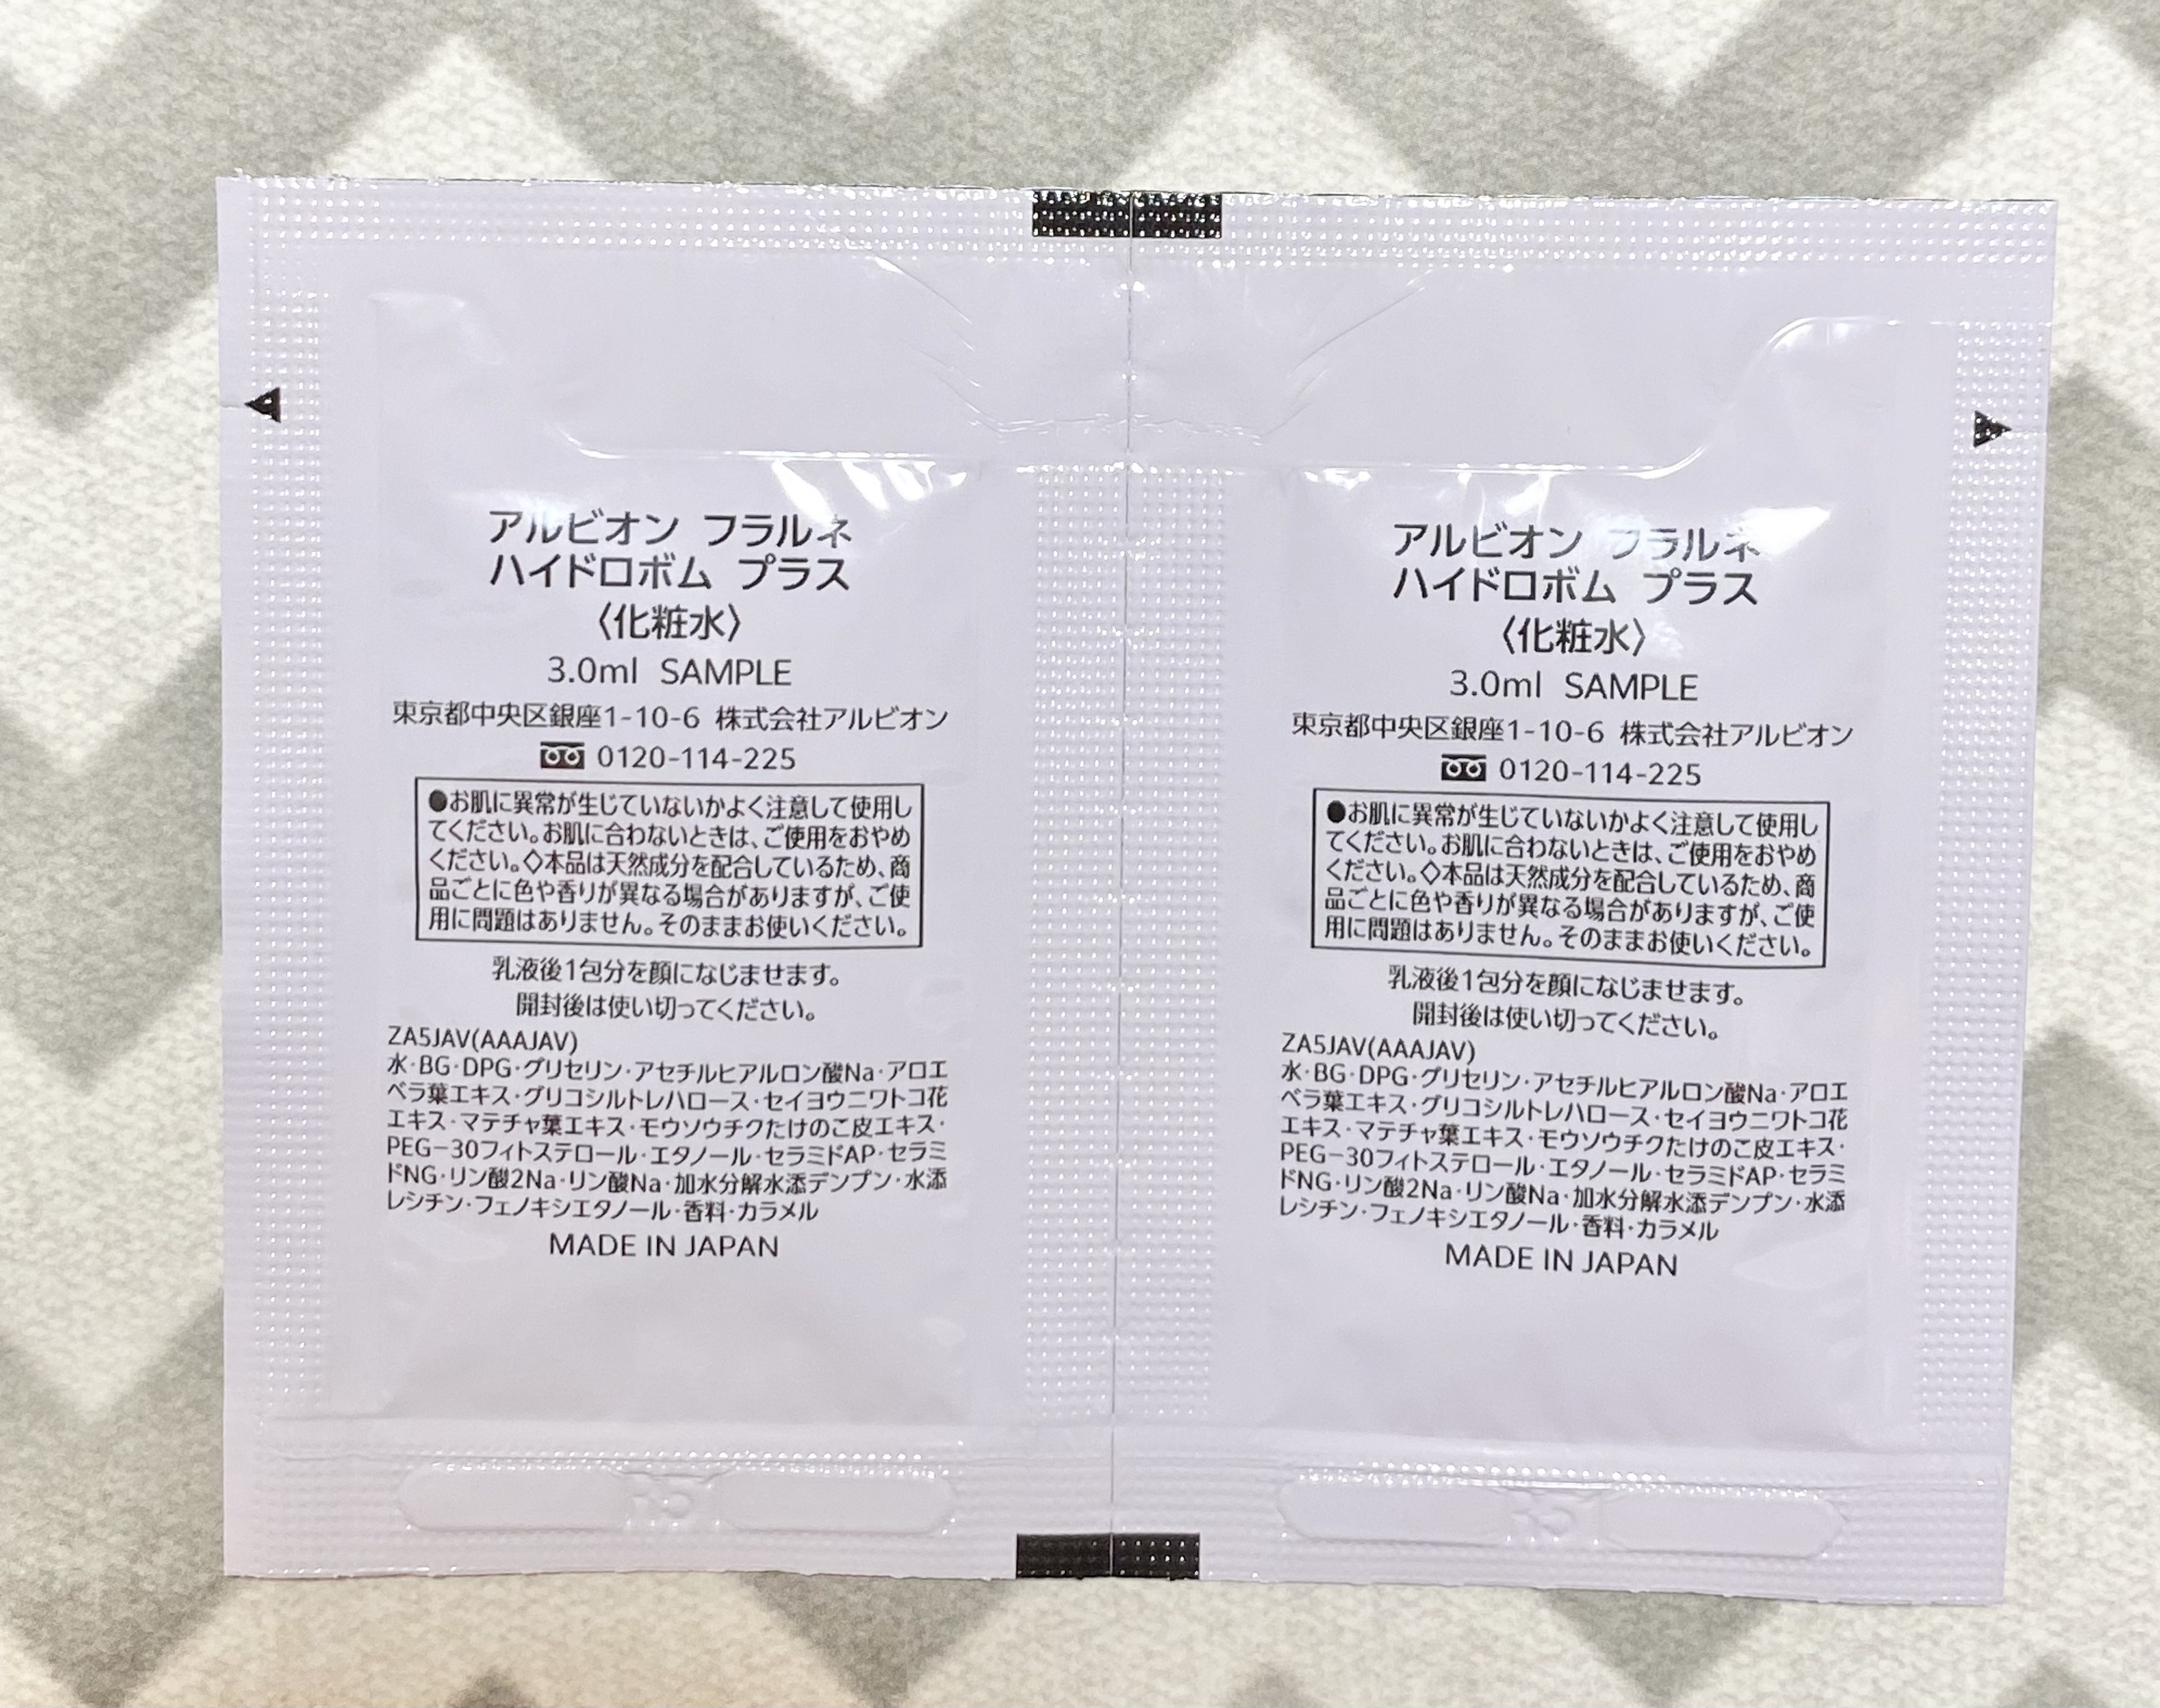 アルビオン フラルネ
ハイドロボム プラス
〈化粧水〉
3.0ml SAMPLE
東京都中央区銀座1-10-6 株式会社アルビオン
0120-114-225
●お肌に異常が生じていないかよく注意して使用し
てください。お肌に合わないときは、ご使用をおやめ
ください。◇本品は天然成分を配合しているため、商
品ごとに色や香りが異なる場合がありますが、ご使
用に問題はありません。そのままお使いください。
乳液後1包分を顔になじませます。
開封後は使い切ってください。
ZA5JAV(AAAJAV)
水・BG・DPG・グリセリン・アセチルヒアルロン酸Na・アロエ
ベラ葉エキス・グリコシルトレハロース・セイヨウニワトコ花
エキス・マテチャ葉エキス・モウソウチクたけのこ皮エキス・
PEG−30フィトステロール・エタノール・セラミドAP・セラミ
ドNG・リン酸2Na・リン酸Na・加水分解水添デンプン・水添
レシチン・フェノキシエタノール・香料・カラメル
MADE IN JAPAN
アルビオン フラルネ
ハイドロボム プラス
〈化粧水〉
3.0ml SAMPLE
東京都中央区銀座1-10-6 株式会社アルビオン
0120-114-225
●お肌に異常が生じていないかよく注意して使用し
てください。お肌に合わないときは、ご使用をおやめ
ください。◇本品は天然成分を配合しているため、商
品ごとに色や香りが異なる場合がありますが、ご使
用に問題はありません。そのままお使いください。
乳液後1包分を顔になじませます。
開封後は使い切ってください。
ZA5JAV(AAAJAV)
水・BG・DPG・グリセリン・アセチルヒアルロン酸Na・アロエ
ベラ葉エキス・グリコシルトレハロース・セイヨウニワトコ花
エキス・マテチャ葉エキス・モウソウチクたけのこ皮エキス・
PEG−30フィトステロール・エタノール・セラミドAP・セラミ
ドNG・リン酸2Na・リン酸Na・加水分解水添デンプン・水添
レシチン・フェノキシエタノール・香料・カラメル
MADE IN JAPAN